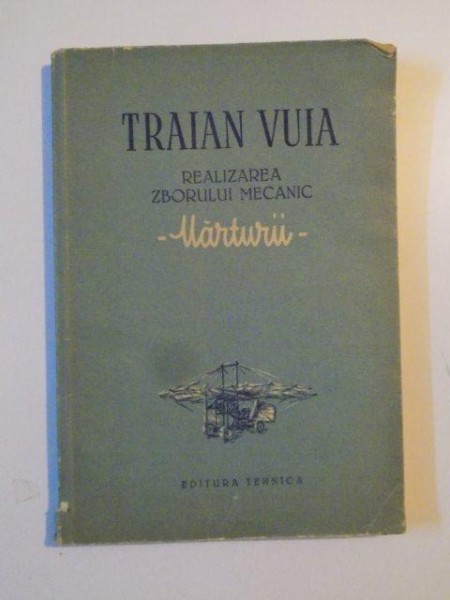 TRAIAN VUIA
REALIZAREA
ZBORULUI MECANIC
-Mărturii-
EDITURA TEHNICA